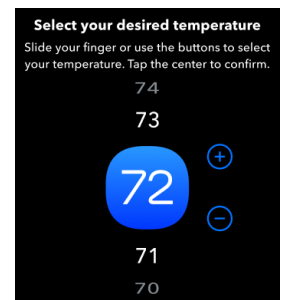 Select your desired temperature
Slide your finger or use the buttons to select
your temperature. Tap the center to confirm.
74
73
+
72
−
71
70